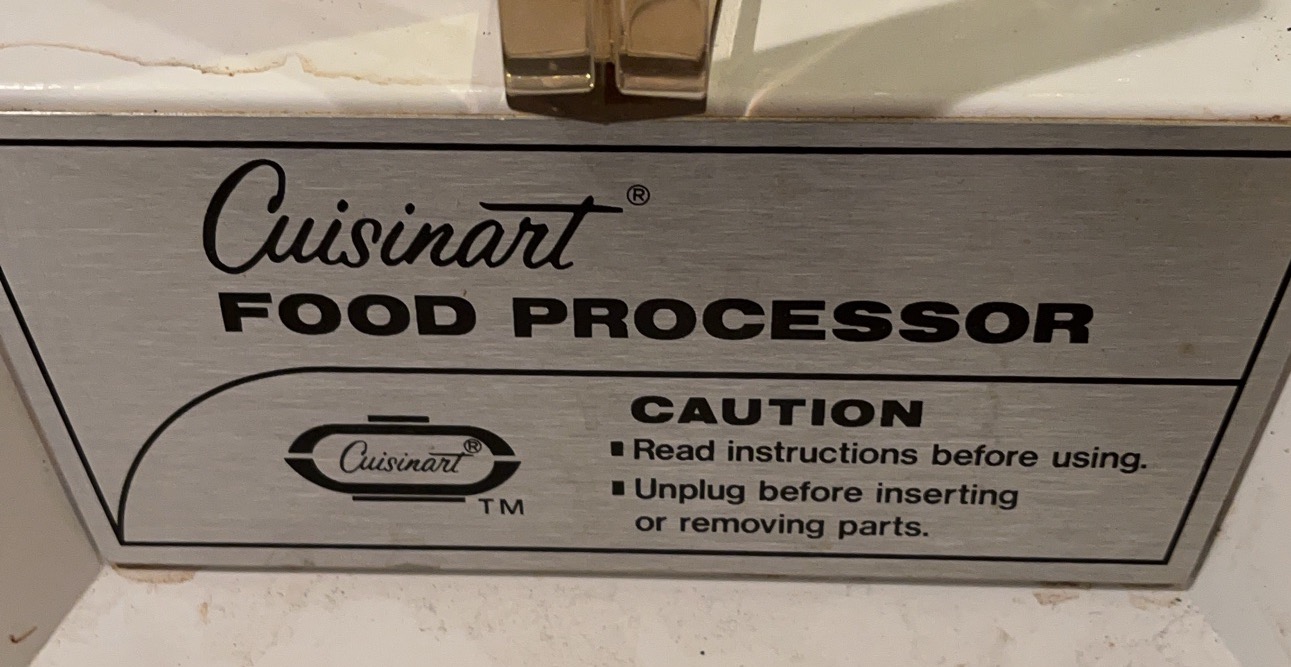 Cuisinart®
FOOD PROCESSOR
Cuisinart®
TM
CAUTION
▪ Read instructions before using.
▪ Unplug before inserting
or removing parts.